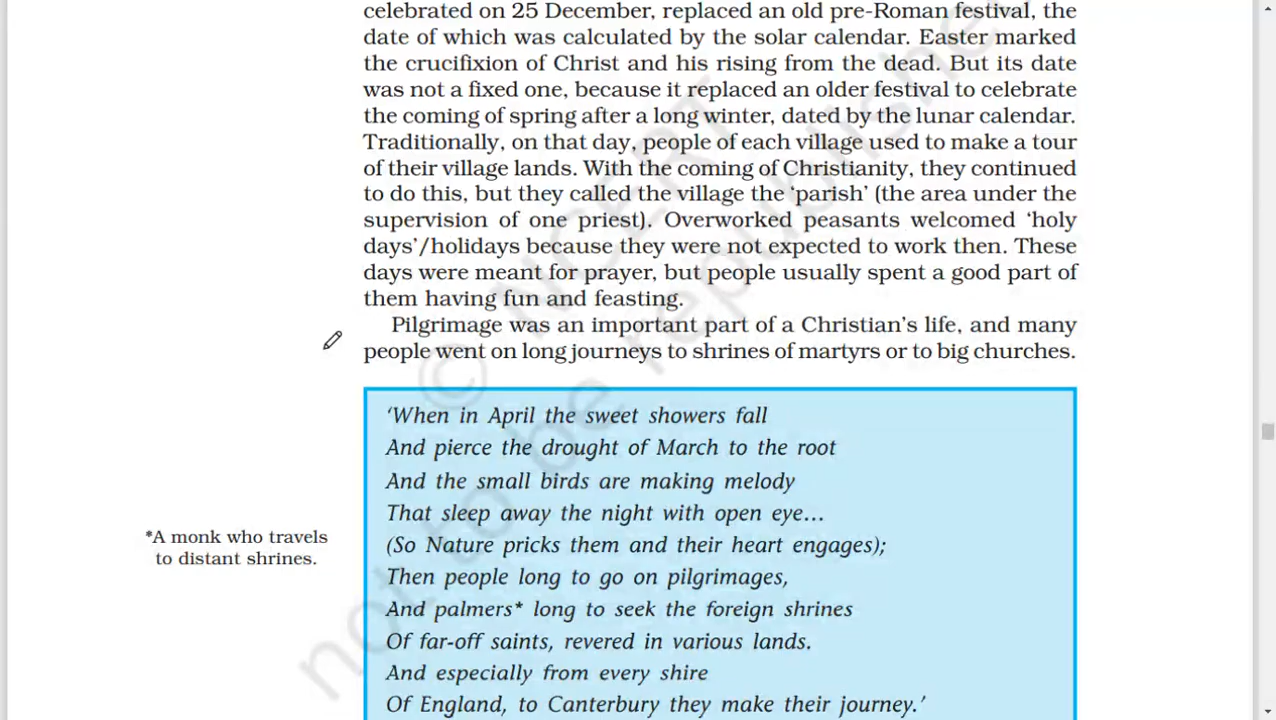 celebrated on 25 December, replaced an old pre-Roman festival, the
date of which was calculated by the solar calendar. Easter marked
the crucifixion of Christ and his rising from the dead. But its date
was not a fixed one, because it replaced an older festival to celebrate
the coming of spring after a long winter, dated by the lunar calendar.
Traditionally, on that day, people of each village used to make a tour
of their village lands. With the coming of Christianity, they continued
to do this, but they called the village the ‘parish’ (the area under the
supervision of one priest). Overworked peasants welcomed ‘holy
days’/holidays because they were not expected to work then. These
days were meant for prayer, but people usually spent a good part of
them having fun and feasting.
Pilgrimage was an important part of a Christian’s life, and many
people went on long journeys to shrines of martyrs or to big churches.
‘When in April the sweet showers fall
And pierce the drought of March to the root
And the small birds are making melody
That sleep away the night with open eye...
(So Nature pricks them and their heart engages);
Then people long to go on pilgrimages,
And palmers* long to seek the foreign shrines
Of far-off saints, revered in various lands.
And especially from every shire
Of England, to Canterbury they make their journey.’
*A monk who travels
to distant shrines.
© NCERT
not to be republished